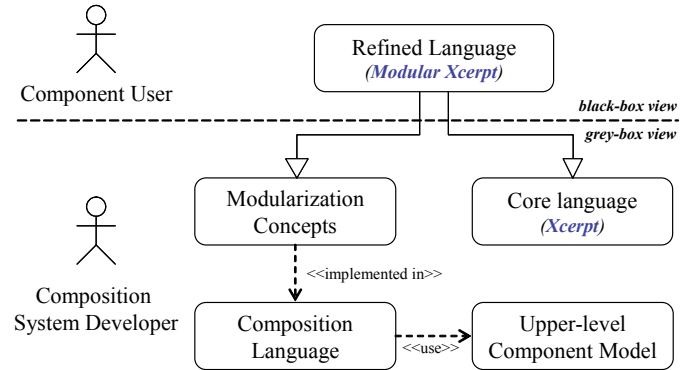 Refined Language
(Modular Xcerpt)
Component User
black-box view
grey-box view
Modularization
Concepts
Core language
(Xcerpt)
<<implemented in>>
Composition
System Developer
Composition
Language
<<use>>
Upper-level
Component Model